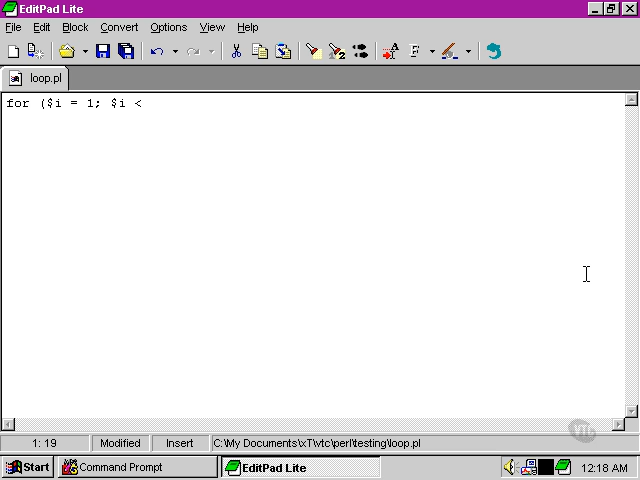 EditPad Lite
File Edit Block Convert Options View Help
loop.pl
for ($i = 1; $i <
1: 19 Modified Insert C:\My Documents\xT\vtc\perl\testing\loop.pl
Start Command Prompt EditPad Lite 12:18 AM